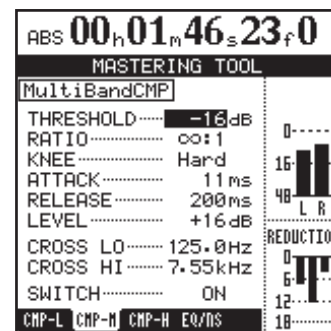 ABS 00h01m46s23f0
MASTERING TOOL
MultiBandCMP
THRESHOLD -16dB
RATIO ∞:1
KNEE Hard
ATTACK 11ms
RELEASE 200ms
LEVEL +16dB
CROSS LO 125.0Hz
CROSS HI 7.55kHz
SWITCH ON
CMP-L CMP-M CMP-H EQ/NS
0
16
48
L R
REDUCTIO
0
6
12
18